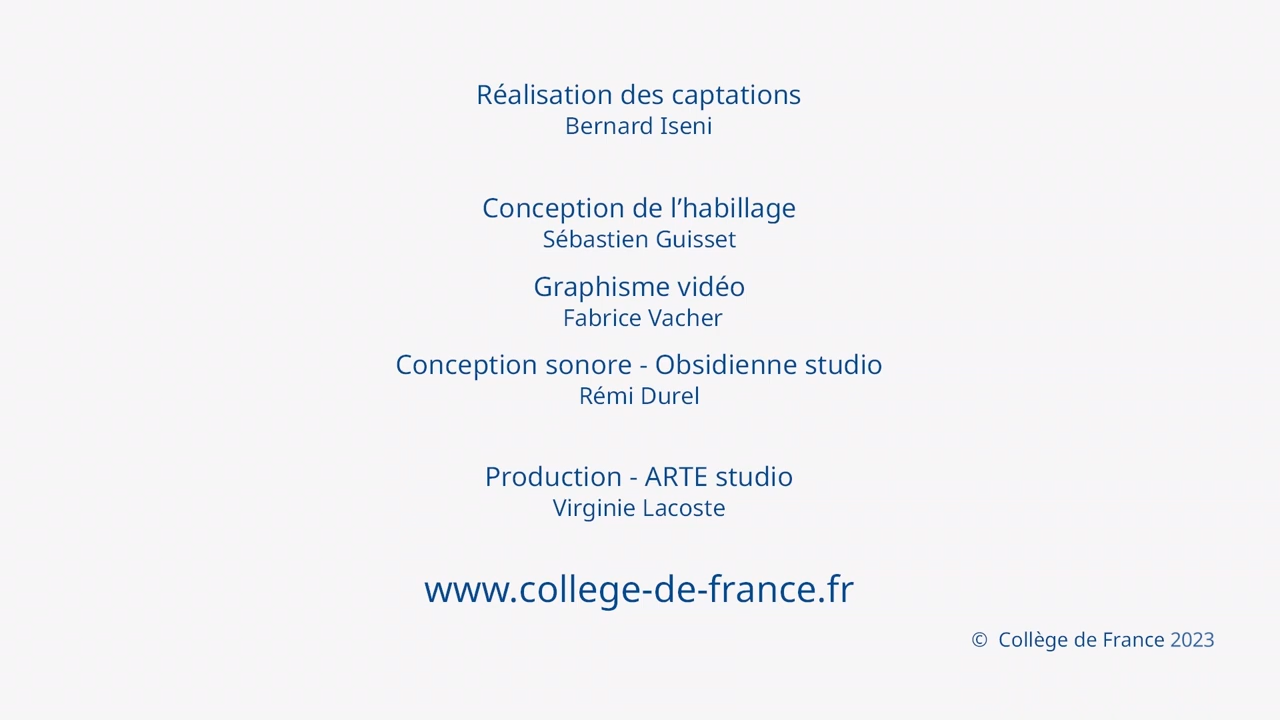 Réalisation des captations
Bernard Iseni
Conception de l’habillage
Sébastien Guisset
Graphisme vidéo
Fabrice Vacher
Conception sonore - Obsidienne studio
Rémi Durel
Production - ARTE studio
Virginie Lacoste
www.college-de-france.fr
© Collège de France 2023